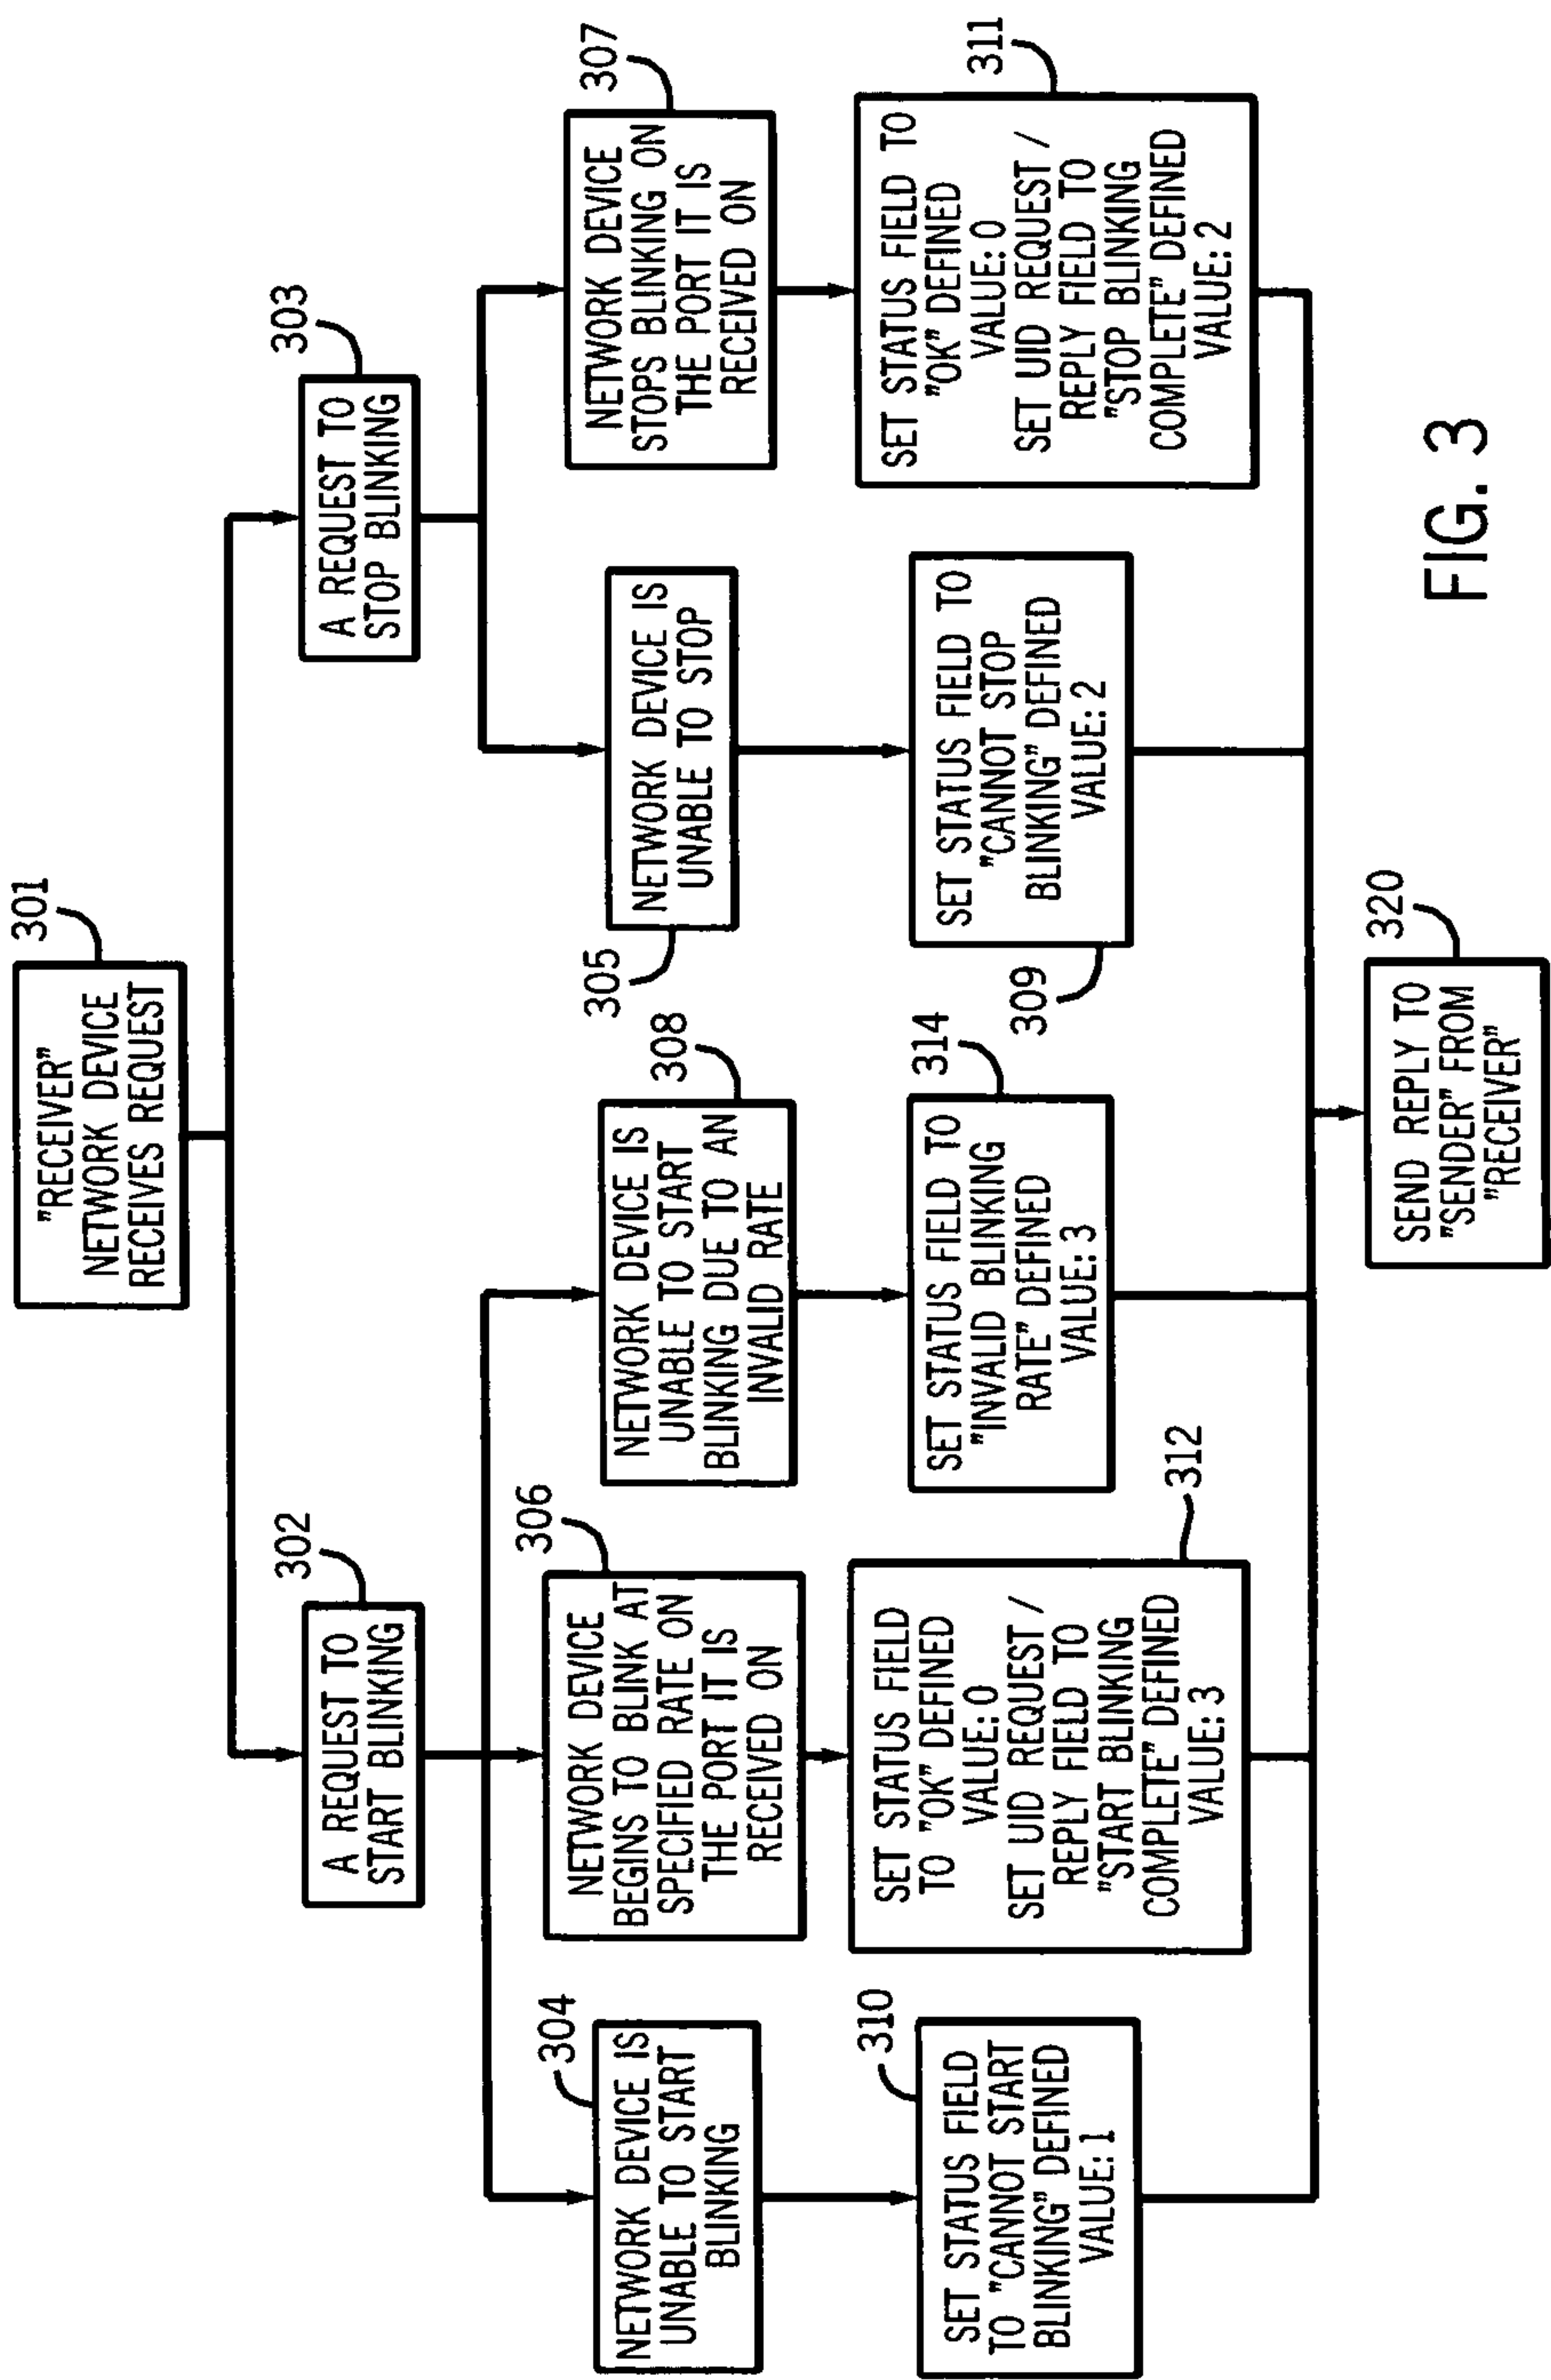 301
"RECEIVER"
NETWORK DEVICE
RECEIVES REQUEST
302
A REQUEST TO
START BLINKING
303
A REQUEST TO
STOP BLINKING
304
NETWORK DEVICE IS
UNABLE TO START
BLINKING
306
NETWORK DEVICE
BEGINS TO BLINK AT
SPECIFIED RATE ON
THE PORT IT IS
RECEIVED ON
308
NETWORK DEVICE IS
UNABLE TO START
BLINKING DUE TO AN
INVALID RATE
305
NETWORK DEVICE IS
UNABLE TO STOP
307
NETWORK DEVICE
STOPS BLINKING ON
THE PORT IT IS
RECEIVED ON
310
SET STATUS FIELD
TO "CANNOT START
BLINKING" DEFINED
VALUE: 1
312
SET STATUS FIELD
TO "OK" DEFINED
VALUE: 0
SET UID REQUEST /
REPLY FIELD TO
"START BLINKING
COMPLETE" DEFINED
VALUE: 3
314
SET STATUS FIELD TO
"INVALID BLINKING
RATE" DEFINED
VALUE: 3
309
SET STATUS FIELD TO
"CANNOT STOP
BLINKING" DEFINED
VALUE: 2
311
SET STATUS FIELD TO
"OK" DEFINED
VALUE: 0
SET UID REQUEST /
REPLY FIELD TO
"STOP BLINKING
COMPLETE" DEFINED
VALUE: 2
320
SEND REPLY TO
"SENDER" FROM
"RECEIVER"
FIG. 3